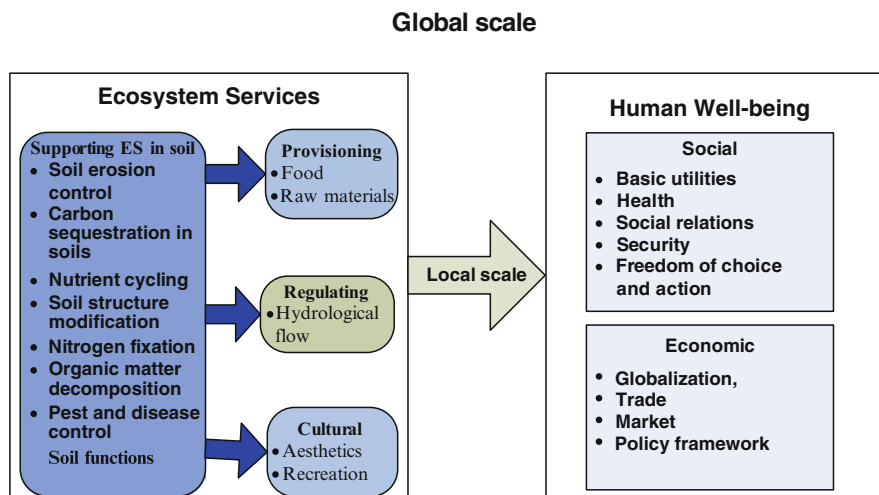 Global scale
Ecosystem Services
Supporting ES in soil
• Soil erosion
control
• Carbon
sequestration in
soils
• Nutrient cycling
• Soil structure
modification
• Nitrogen fixation
• Organic matter
decomposition
• Pest and disease
control
Soil functions
Provisioning
• Food
• Raw materials
Regulating
• Hydrological
flow
Cultural
• Aesthetics
• Recreation
Local scale
Human Well-being
Social
• Basic utilities
• Health
• Social relations
• Security
• Freedom of choice
and action
Economic
• Globalization,
• Trade
• Market
• Policy framework